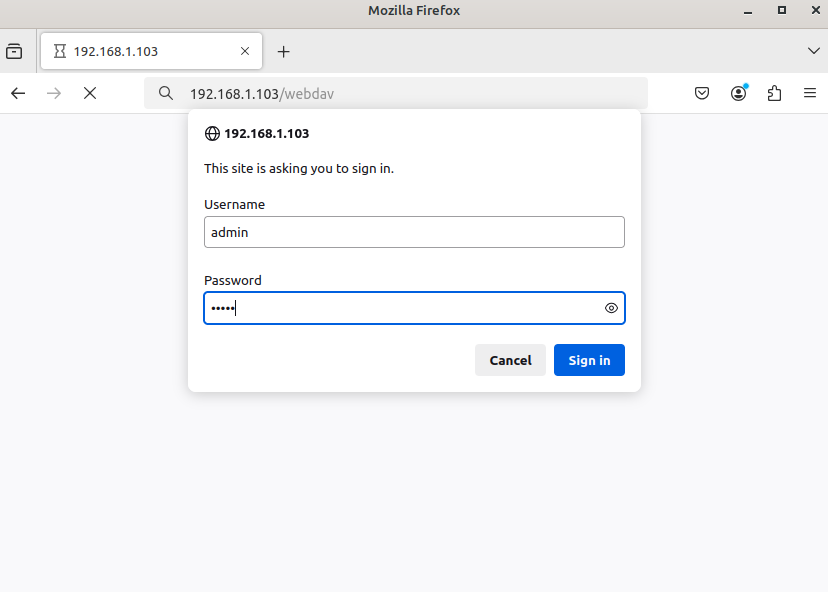 Mozilla Firefox
192.168.1.103
192.168.1.103/webdav
192.168.1.103
This site is asking you to sign in.
Username
admin
Password
•••••
Cancel
Sign in